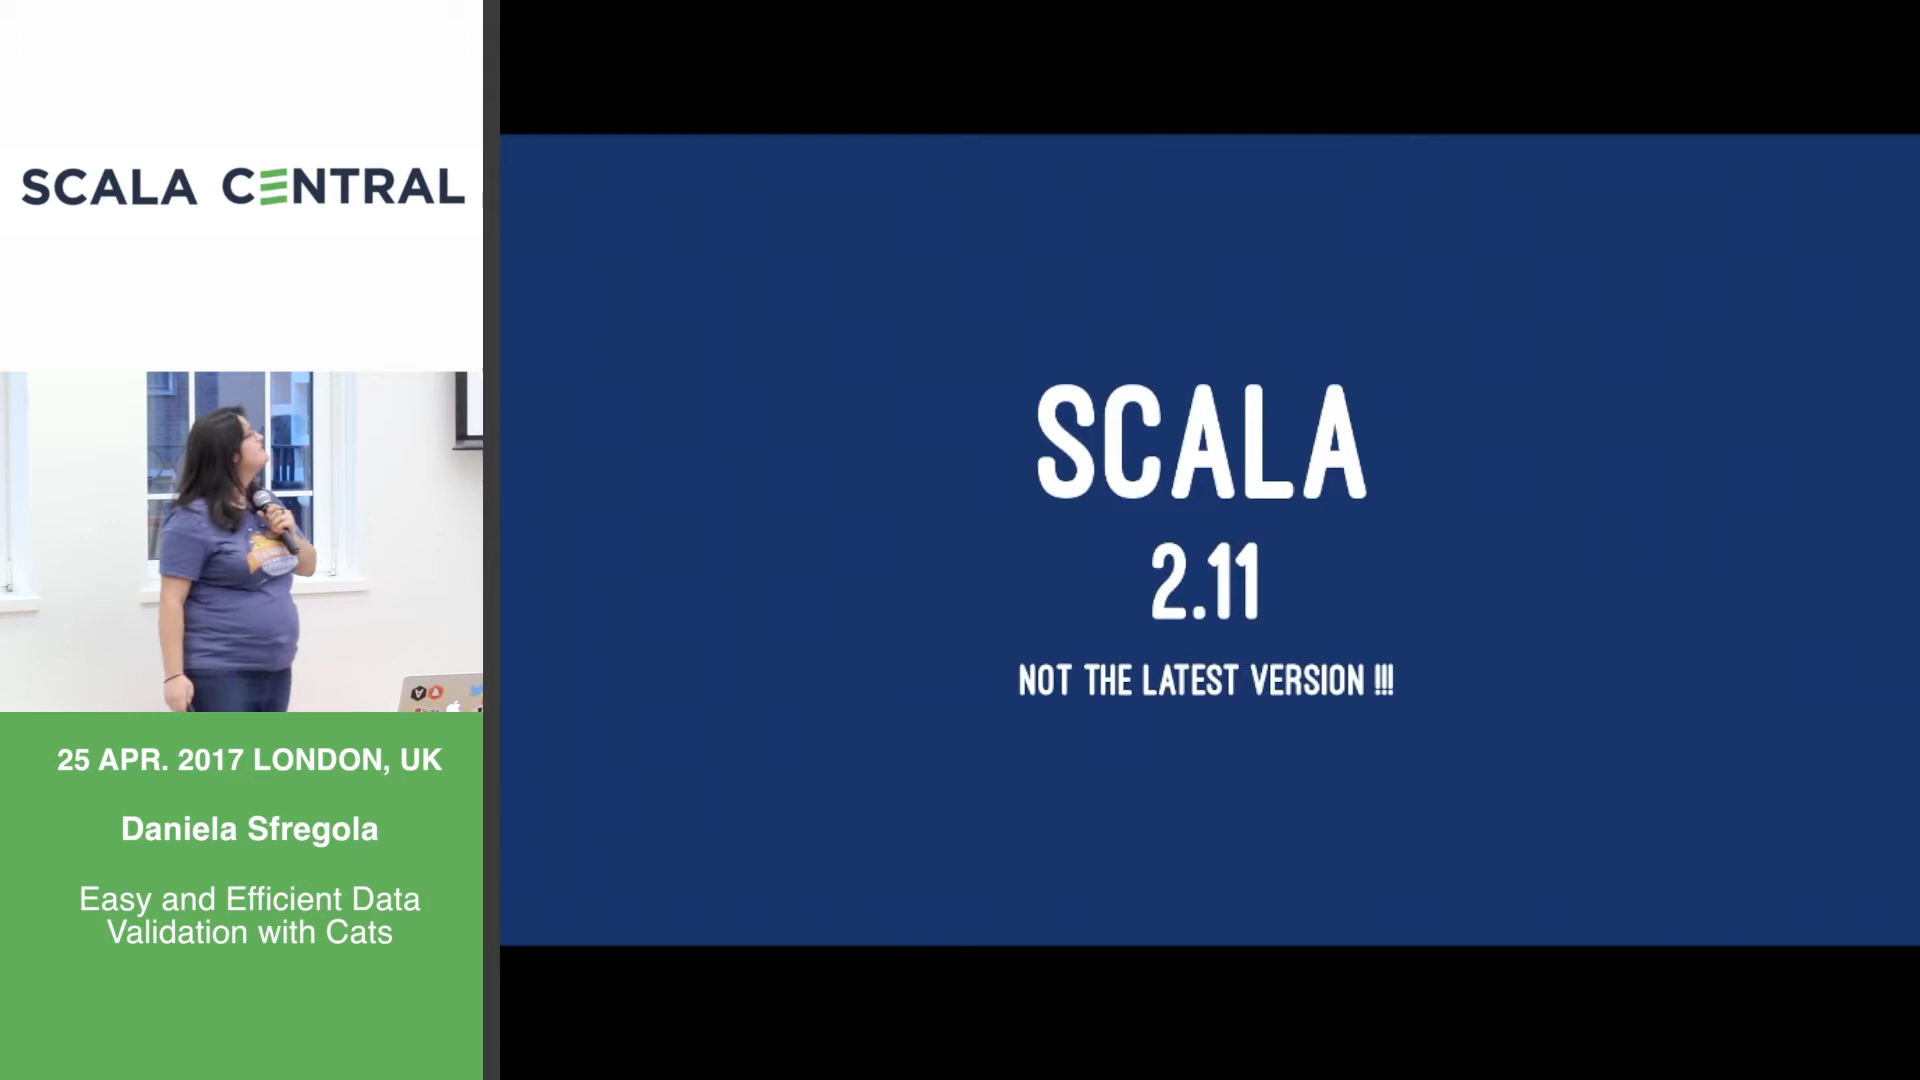 SCALA CENTRAL
25 APR. 2017 LONDON, UK
Daniela Sfregola
Easy and Efficient Data
Validation with Cats
SCALA
2.11
NOT THE LATEST VERSION !!!